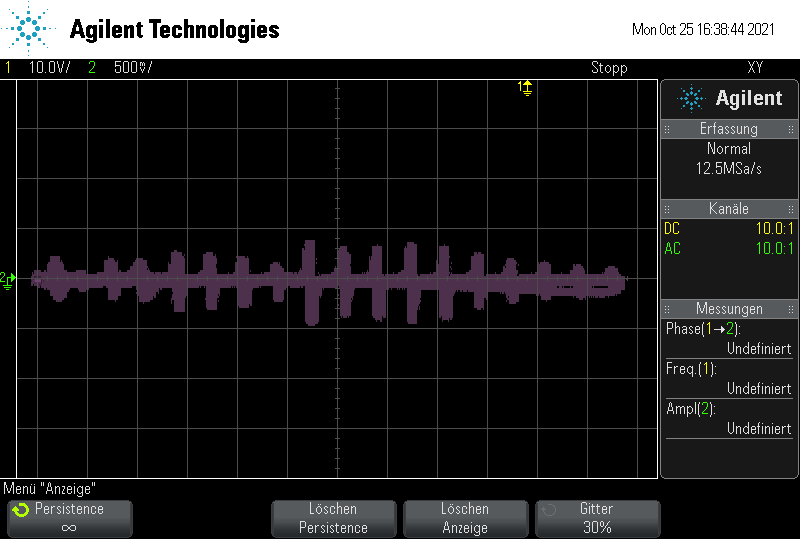 Agilent Technologies
Mon Oct 25 16:38:44 2021
1 10.0V/ 2 500mV/ Stopp XY
1
2
Agilent
Erfassung
Normal
12.5MSa/s
Kanäle
DC 10.0:1
AC 10.0:1
Messungen
Phase(1→2):
Undefiniert
Freq.(1):
Undefiniert
Ampl(2):
Undefiniert
Menü "Anzeige"
Persistence
∞
Löschen
Persistence
Löschen
Anzeige
Gitter
30%